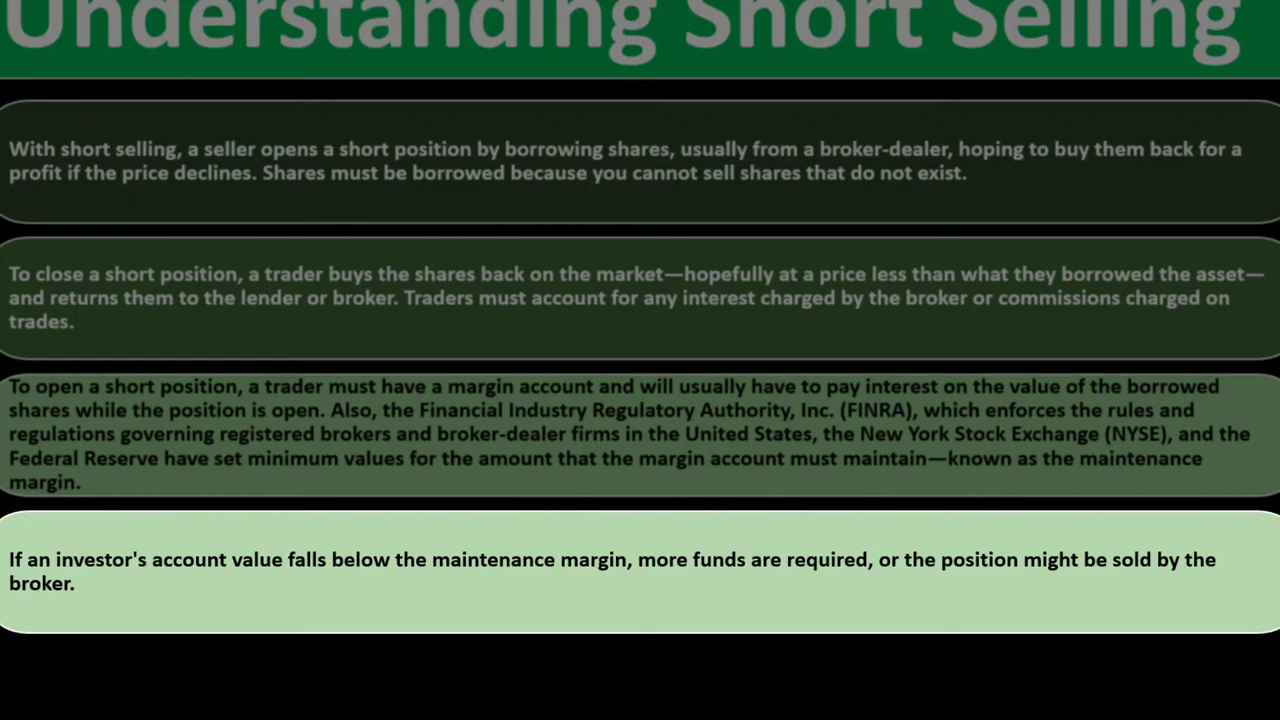 Understanding Short Selling
With short selling, a seller opens a short position by borrowing shares, usually from a broker-dealer, hoping to buy them back for a
profit if the price declines. Shares must be borrowed because you cannot sell shares that do not exist.
To close a short position, a trader buys the shares back on the market—hopefully at a price less than what they borrowed the asset—
and returns them to the lender or broker. Traders must account for any interest charged by the broker or commissions charged on
trades.
To open a short position, a trader must have a margin account and will usually have to pay interest on the value of the borrowed
shares while the position is open. Also, the Financial Industry Regulatory Authority, Inc. (FINRA), which enforces the rules and
regulations governing registered brokers and broker-dealer firms in the United States, the New York Stock Exchange (NYSE), and the
Federal Reserve have set minimum values for the amount that the margin account must maintain—known as the maintenance
margin.
If an investor's account value falls below the maintenance margin, more funds are required, or the position might be sold by the
broker.